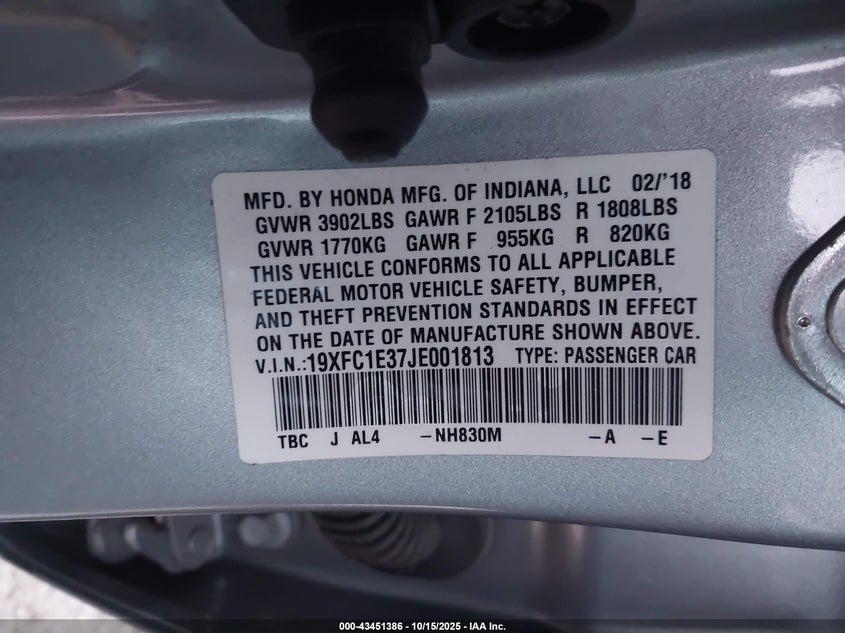 MFD. BY HONDA MFG. OF INDIANA, LLC 02/'18
GVWR 3902LBS GAWR F 2105LBS R 1808LBS
GVWR 1770KG GAWR F 955KG R 820KG
THIS VEHICLE CONFORMS TO ALL APPLICABLE
FEDERAL MOTOR VEHICLE SAFETY, BUMPER,
AND THEFT PREVENTION STANDARDS IN EFFECT
ON THE DATE OF MANUFACTURE SHOWN ABOVE.
V.I.N.:19XFC1E37JE001813 TYPE: PASSENGER CAR
TBC J AL4 –NH830M –A –E
000-43451386 - 10/15/2025 - IAA Inc.